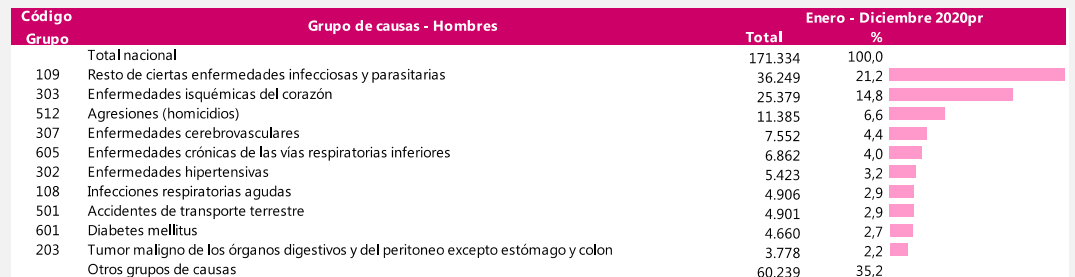 Código Grupo Grupo de causas - Hombres Enero - Diciembre 2020pr
Total %
Total nacional 171.334 100,0
109 Resto de ciertas enfermedades infecciosas y parasitarias 36.249 21,2
303 Enfermedades isquémicas del corazón 25.379 14,8
512 Agresiones (homicidios) 11.385 6,6
307 Enfermedades cerebrovasculares 7.552 4,4
605 Enfermedades crónicas de las vías respiratorias inferiores 6.862 4,0
302 Enfermedades hipertensivas 5.423 3,2
108 Infecciones respiratorias agudas 4.906 2,9
501 Accidentes de transporte terrestre 4.901 2,9
601 Diabetes mellitus 4.660 2,7
203 Tumor maligno de los órganos digestivos y del peritoneo excepto estómago y colon 3.778 2,2
Otros grupos de causas 60.239 35,2